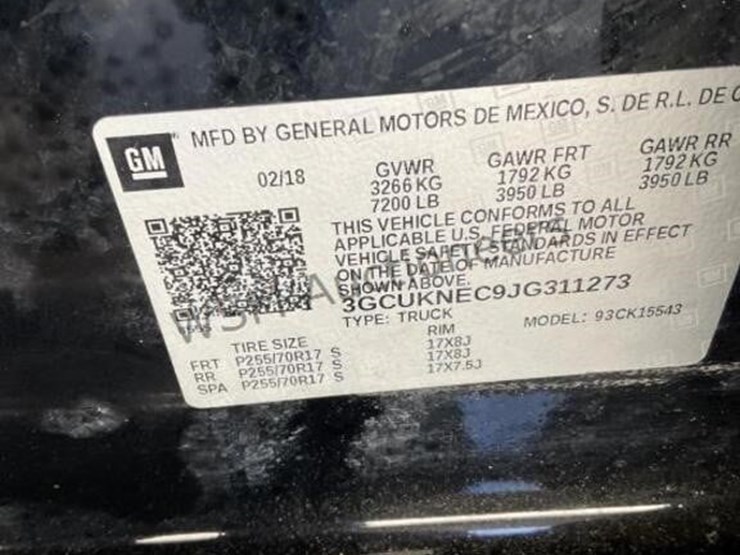 GM
MFD BY GENERAL MOTORS DE MEXICO, S. DE R.L. DE C
02/18
GVWR
3266 KG
7200 LB
GAWR FRT
1792 KG
3950 LB
GAWR RR
1792 KG
3950 LB
THIS VEHICLE CONFORMS TO ALL
APPLICABLE U.S. FEDERAL MOTOR
VEHICLE SAFETY STANDARDS IN EFFECT
ON THE DATE OF MANUFACTURE
SHOWN ABOVE.
3GCUKNEC9JG311273
TYPE: TRUCK
MODEL: 93CK15543
TIRE SIZE RIM
FRT P255/70R17 S 17X8J
RR P255/70R17 S 17X8J
SPA P255/70R17 S 17X7.5J